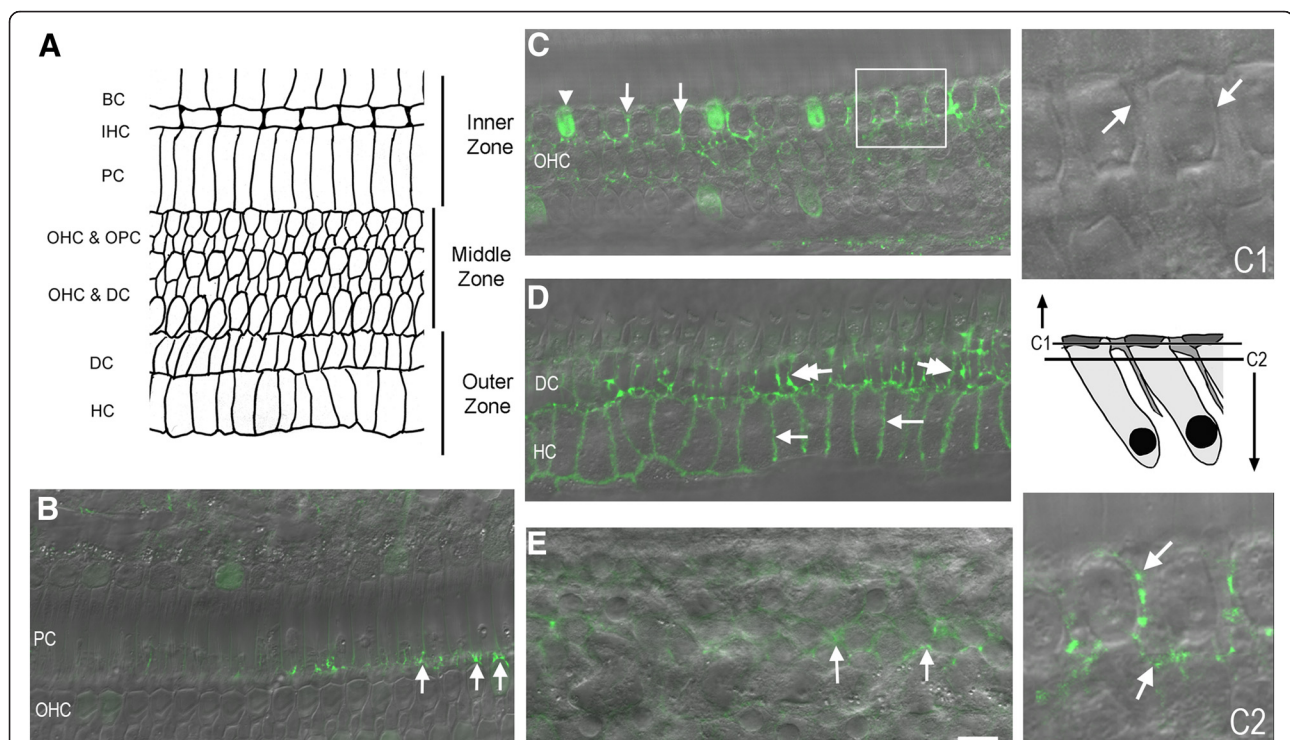 A
BC
IHC
PC
OHC & OPC
OHC & DC
DC
HC
Inner
Zone
Middle
Zone
Outer
Zone
B
PC
OHC
C
OHC
C1
D
DC
HC
C1
C2
E
C2